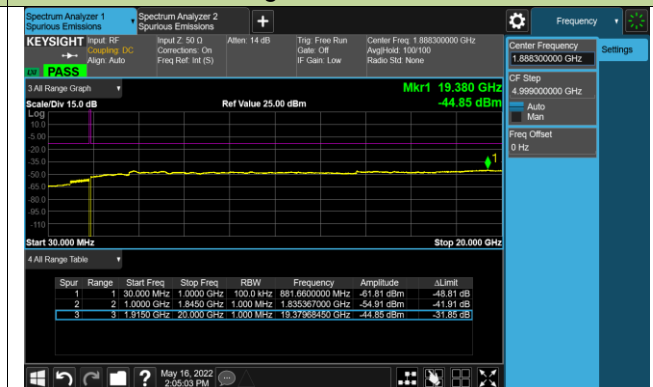 Spectrum Analyzer 1
Spurious Emissions
Spectrum Analyzer 2
Spurious Emissions
+
Frequency
KEYSIGHT
Input: RF
Coupling: DC
Align: Auto
Input Z: 50 Ω
Corrections: On
Freq Ref: Int (S)
Atten: 14 dB
Trig: Free Run
Gate: Off
IF Gain: Low
Center Freq: 1.888300000 GHz
Avg|Hold: 100/100
Radio Std: None
PASS
Center Frequency
1.888300000 GHz
Settings
CF Step
4.999000000 GHz
Auto
Man
Freq Offset
0 Hz
3 All Range Graph
Mkr1 19.380 GHz
Scale/Div 15.0 dB
Ref Value 25.00 dBm
-44.85 dBm
Log
10.0
-5.00
-20.0
-35.0
-50.0
-65.0
-80.0
-95.0
-110
1
Start 30.000 MHz
Stop 20.000 GHz
4 All Range Table
Spur Range Start Freq Stop Freq RBW Frequency Amplitude ΔLimit
1 1 30.000 MHz 1.0000 GHz 100.0 kHz 881.6600000 MHz -61.81 dBm -48.81 dB
2 2 1.0000 GHz 1.8450 GHz 1.000 MHz 1.835367000 GHz -54.91 dBm -41.91 dB
3 3 1.9150 GHz 20.000 GHz 1.000 MHz 19.37968450 GHz -44.85 dBm -31.85 dB
?
May 16, 2022
2:05:03 PM